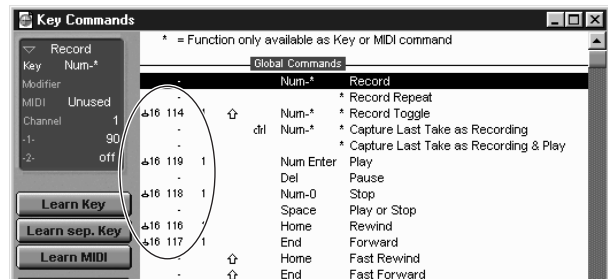 Key Commands
* = Function only available as Key or MIDI command
Global Commands
Record
Key Num-*
Modifier
MIDI Unused
Channel 1
-1- 90
-2- off
Learn Key
Learn sep. Key
Learn MIDI
- Num-* Record
- * Record Repeat
16 114 1 ⇧ Num-* * Record Toggle
- ctrl Num-* * Capture Last Take as Recording
- * Capture Last Take as Recording & Play
16 119 1 Num Enter Play
- Del Pause
16 118 1 Num-0 Stop
- Space Play or Stop
16 116 1 Home Rewind
16 117 1 End Forward
- ⇧ Home Fast Rewind
- ⇧ End Fast Forward